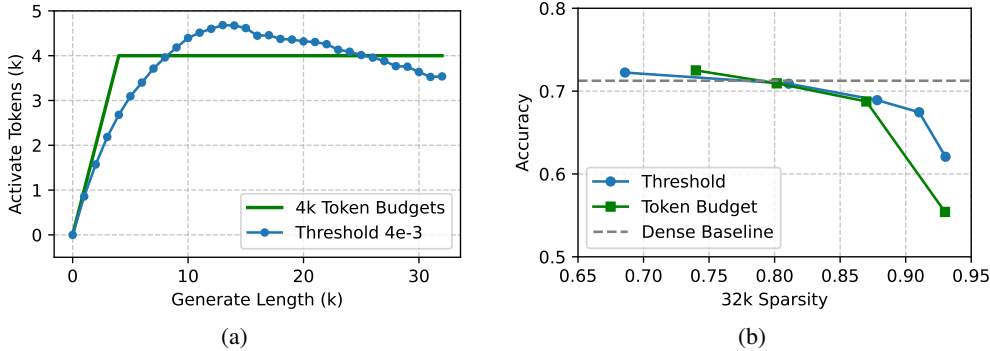 5
4
3
2
1
0
Activate Tokens (k)
4k Token Budgets
Threshold 4e-3
0
10
20
30
Generate Length (k)
(a)
0.8
0.7
0.6
0.5
Accuracy
Threshold
Token Budget
Dense Baseline
0.65
0.70
0.75
0.80
0.85
0.90
0.95
32k Sparsity
(b)